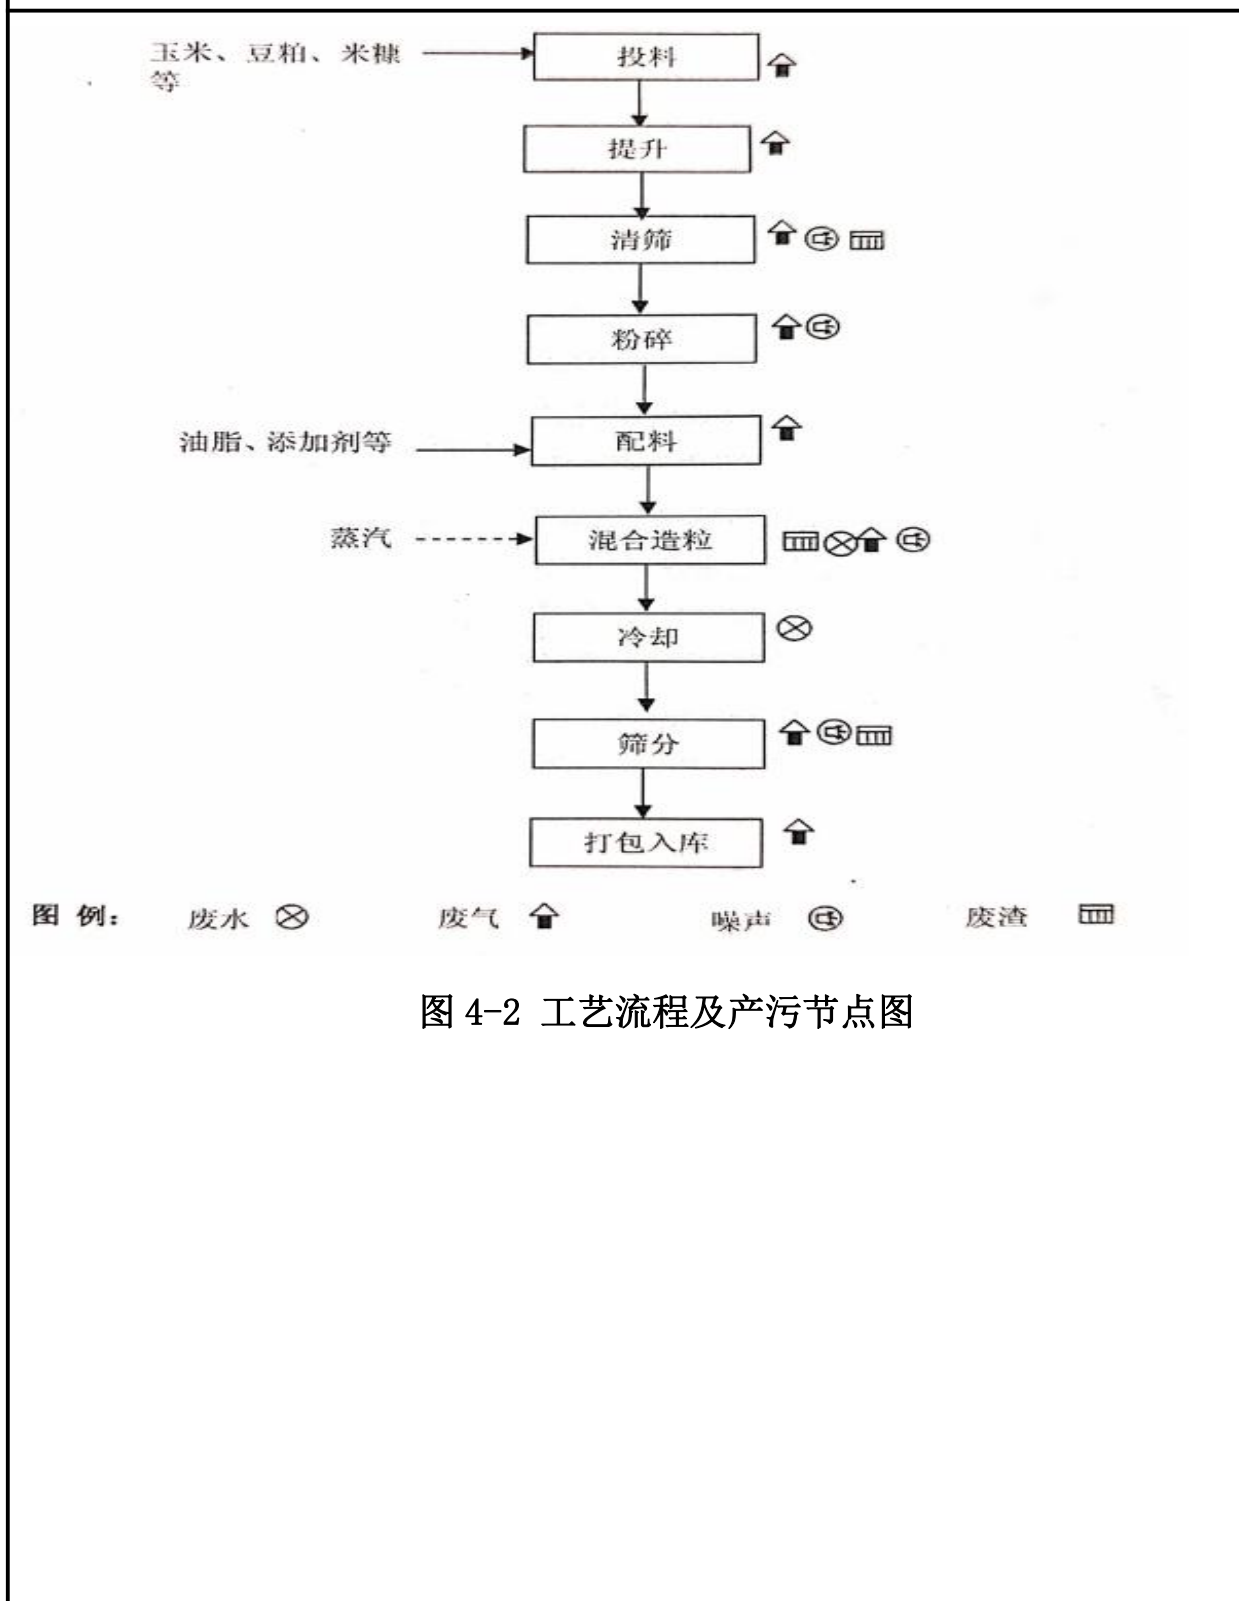 玉米、豆粕、米糠
等
投料
提升
清筛
粉碎
油脂、添加剂等
配料
蒸汽
混合造粒
冷却
筛分
打包入库
图 例： 废水 废气 噪声 废渣
图 4-2 工艺流程及产污节点图